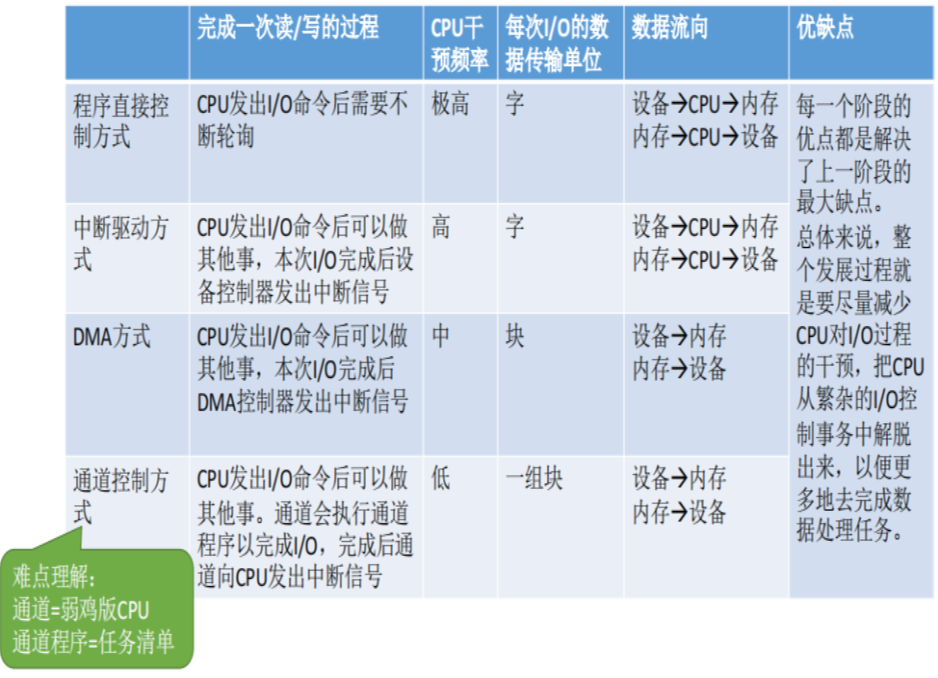 完成一次读/写的过程
CPU干
预频率
每次I/O的数
据传输单位
数据流向
优缺点
程序直接控
制方式
CPU发出I/O命令后需要不
断轮询
极高
字
设备→CPU→内存
内存→CPU→设备
每一个阶段的
优点都是解决
了上一阶段的
最大缺点。
总体来说，整
个发展过程就
是要尽量减少
CPU对I/O过程
的干预，把CPU
从繁杂的I/O控
制事务中解脱
出来，以便更
多地去完成数
据处理任务。
中断驱动方
式
CPU发出I/O命令后可以做
其他事，本次I/O完成后设
备控制器发出中断信号
高
字
设备→CPU→内存
内存→CPU→设备
DMA方式
CPU发出I/O命令后可以做
其他事，本次I/O完成后
DMA控制器发出中断信号
中
块
设备→内存
内存→设备
通道控制方
式
CPU发出I/O命令后可以做
其他事。通道会执行通道
程序以完成I/O，完成后通
道向CPU发出中断信号
低
一组块
设备→内存
内存→设备
难点理解：
通道=弱鸡版CPU
通道程序=任务清单